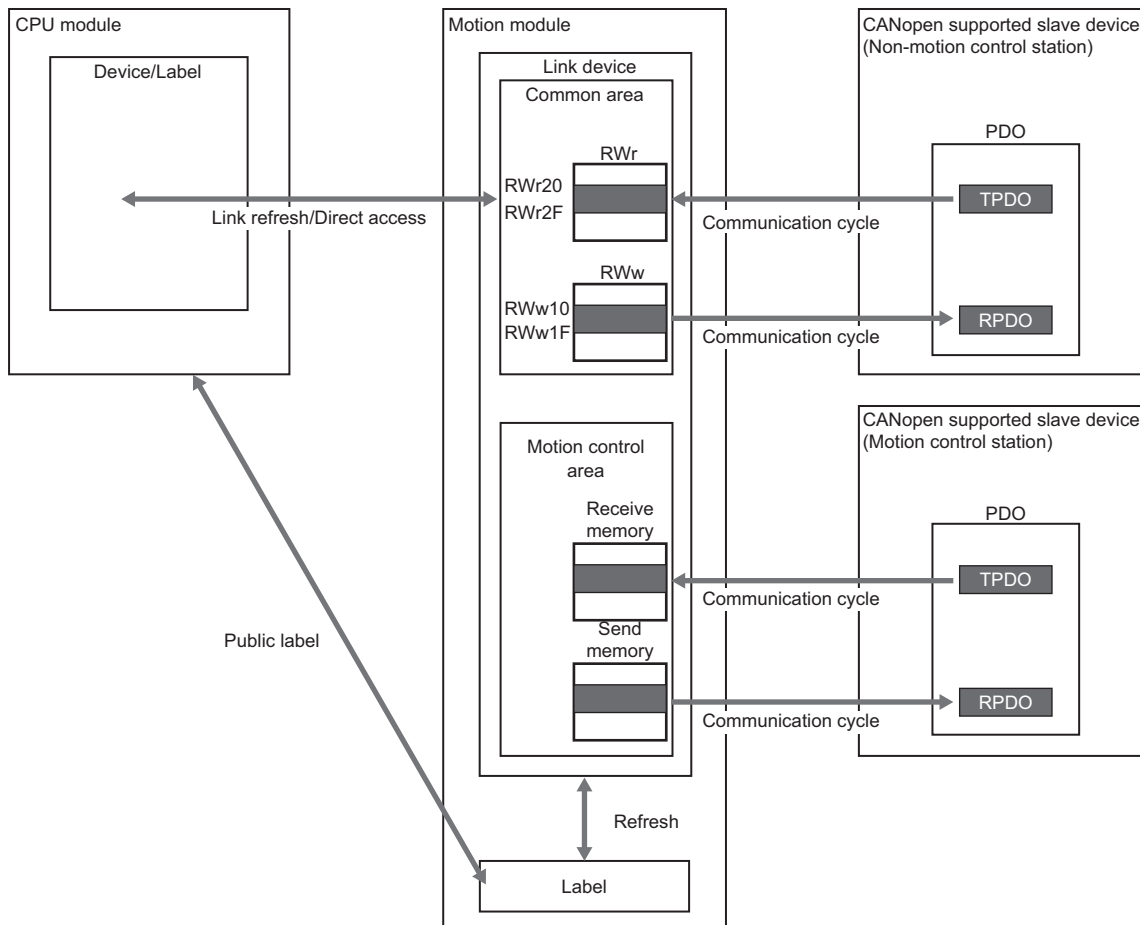 CPU module
Device/Label
Link refresh/Direct access
Public label
Motion module
Link device
Common area
RWr
RWr20
RWr2F
RWw
RWw10
RWw1F
Motion control
area
Receive
memory
Send
memory
Refresh
Label
Communication cycle
Communication cycle
Communication cycle
Communication cycle
CANopen supported slave device
(Non-motion control station)
PDO
TPDO
RPDO
CANopen supported slave device
(Motion control station)
PDO
TPDO
RPDO